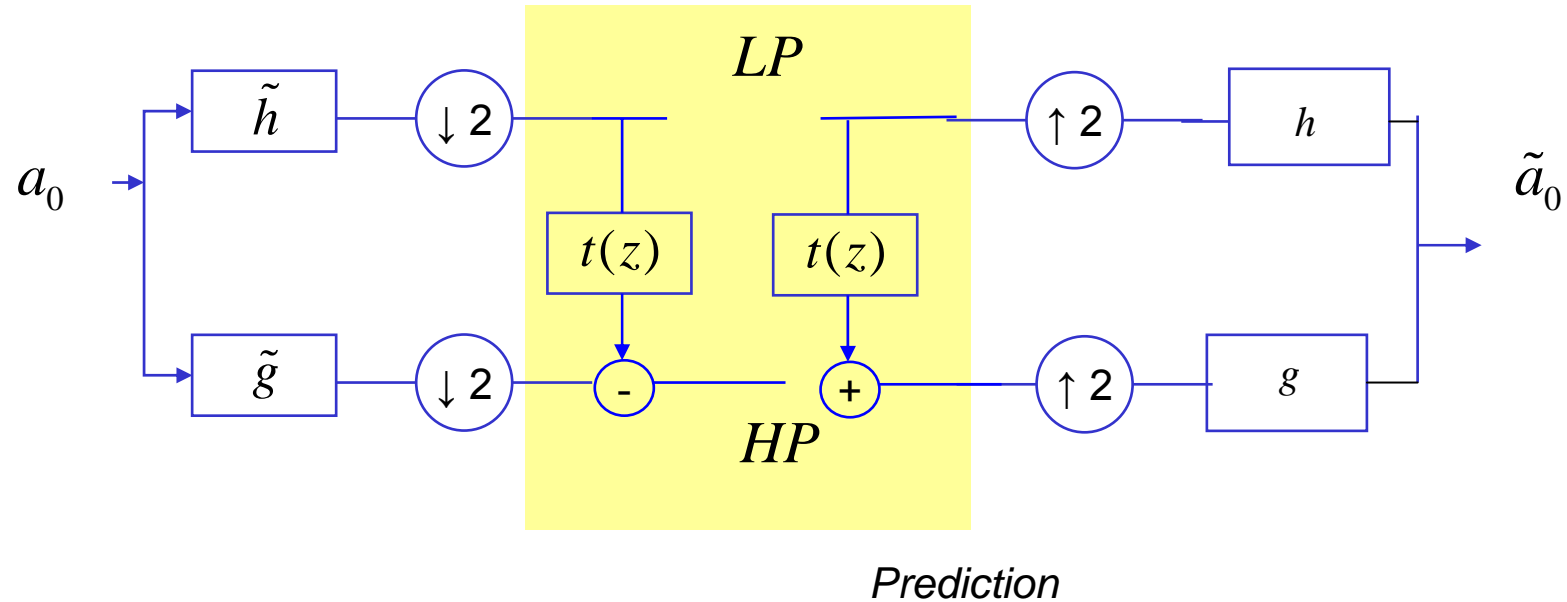 LP
h̃ ↓ 2 ↑ 2 h
a₀ ã₀
t(z) t(z)
g̃ ↓ 2 - + ↑ 2 g
HP
Prediction